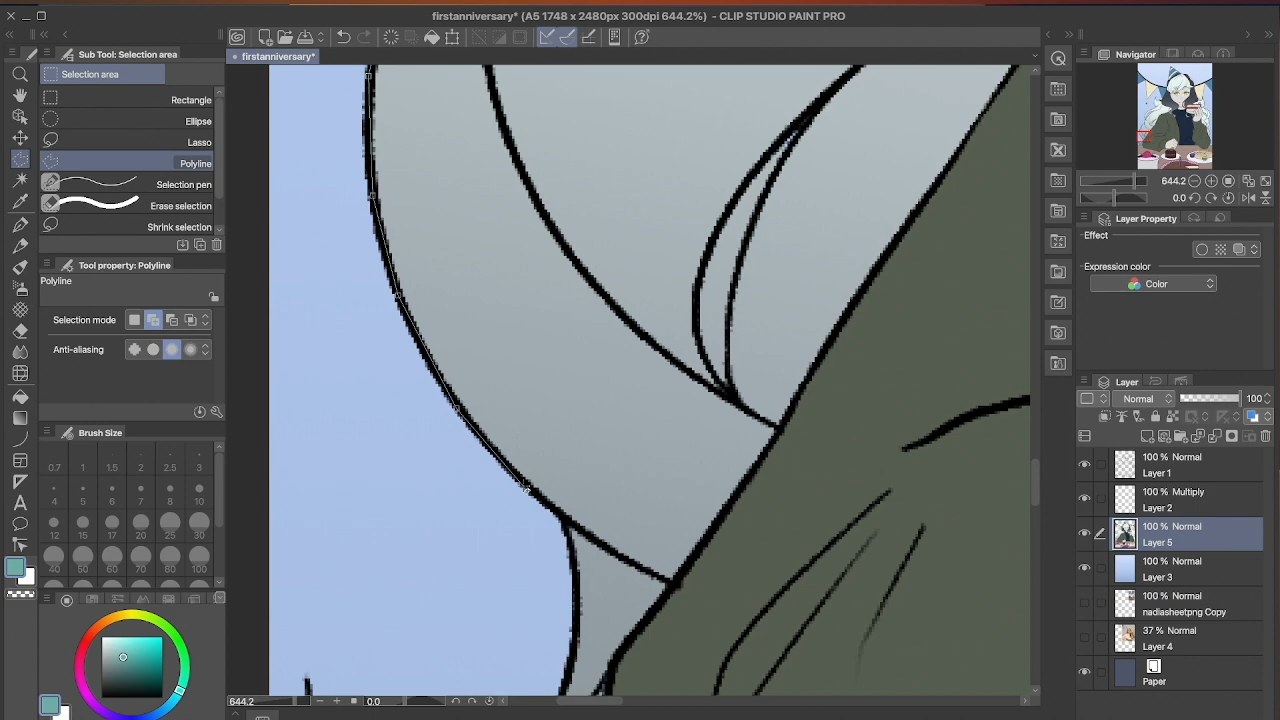 firstanniversary* (A5 1748 x 2480px 300dpi 644.2%) - CLIP STUDIO PAINT PRO
firstanniversary*
Sub Tool: Selection area
Selection area
Rectangle
Ellipse
Lasso
Polyline
Selection pen
Erase selection
Shrink selection
Tool property: Polyline
Polyline
Selection mode
Anti-aliasing
Brush Size
0.7 1 1.5 2 2.5 3
4 5 6 7 8 10
12 15 17 20 25 30
40 50 60 70 80 100
644.2 0.0
Navigator
644.2
0.0
Layer Property
Effect
Expression color
Color
Layer
Normal 100
100 % Normal
Layer 1
100 % Multiply
Layer 2
100 % Normal
Layer 5
100 % Normal
Layer 3
100 % Normal
nadiasheetpng Copy
37 % Normal
Layer 4
Paper